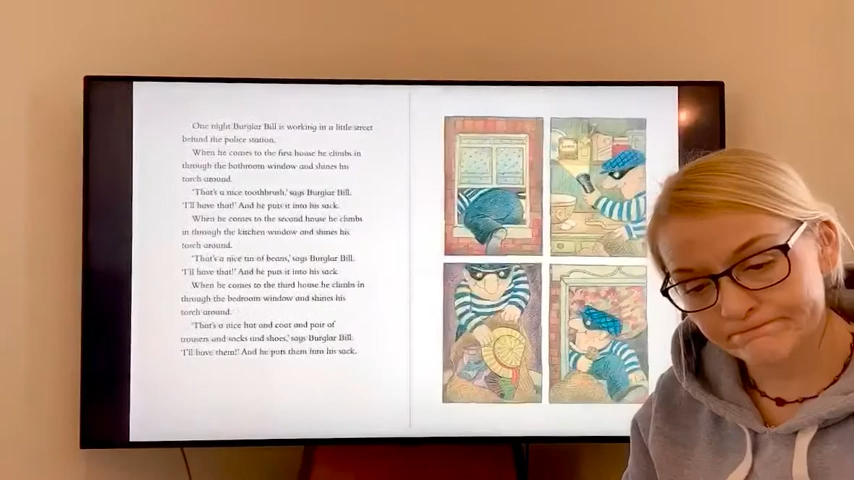 One night Burglar Bill is working in a little street
behind the police station.
When he comes to the first house he climbs in
through the bathroom window and shines his
torch around.
'That's a nice toothbrush,' says Burglar Bill.
'I'll have that!' And he puts it into his sack.
When he comes to the second house he climbs
in through the kitchen window and shines his
torch around.
'That's a nice tin of beans,' says Burglar Bill.
'I'll have that!' And he puts it into his sack.
When he comes to the third house he climbs in
through the bedroom window and shines his
torch around.
'That's a nice hat and coat and pair of
trousers and socks and shoes,' says Burglar Bill.
'I'll have them!' And he puts them into his sack.